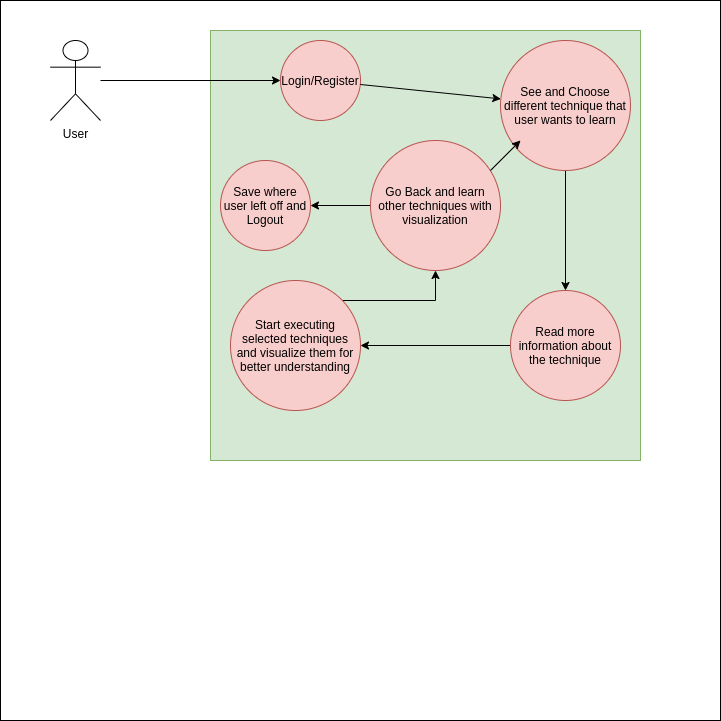 User
Login/Register
See and Choose
different technique that
user wants to learn
Go Back and learn
other techniques with
visualization
Save where
user left off and
Logout
Start executing
selected techniques
and visualize them for
better understanding
Read more
information about
the technique